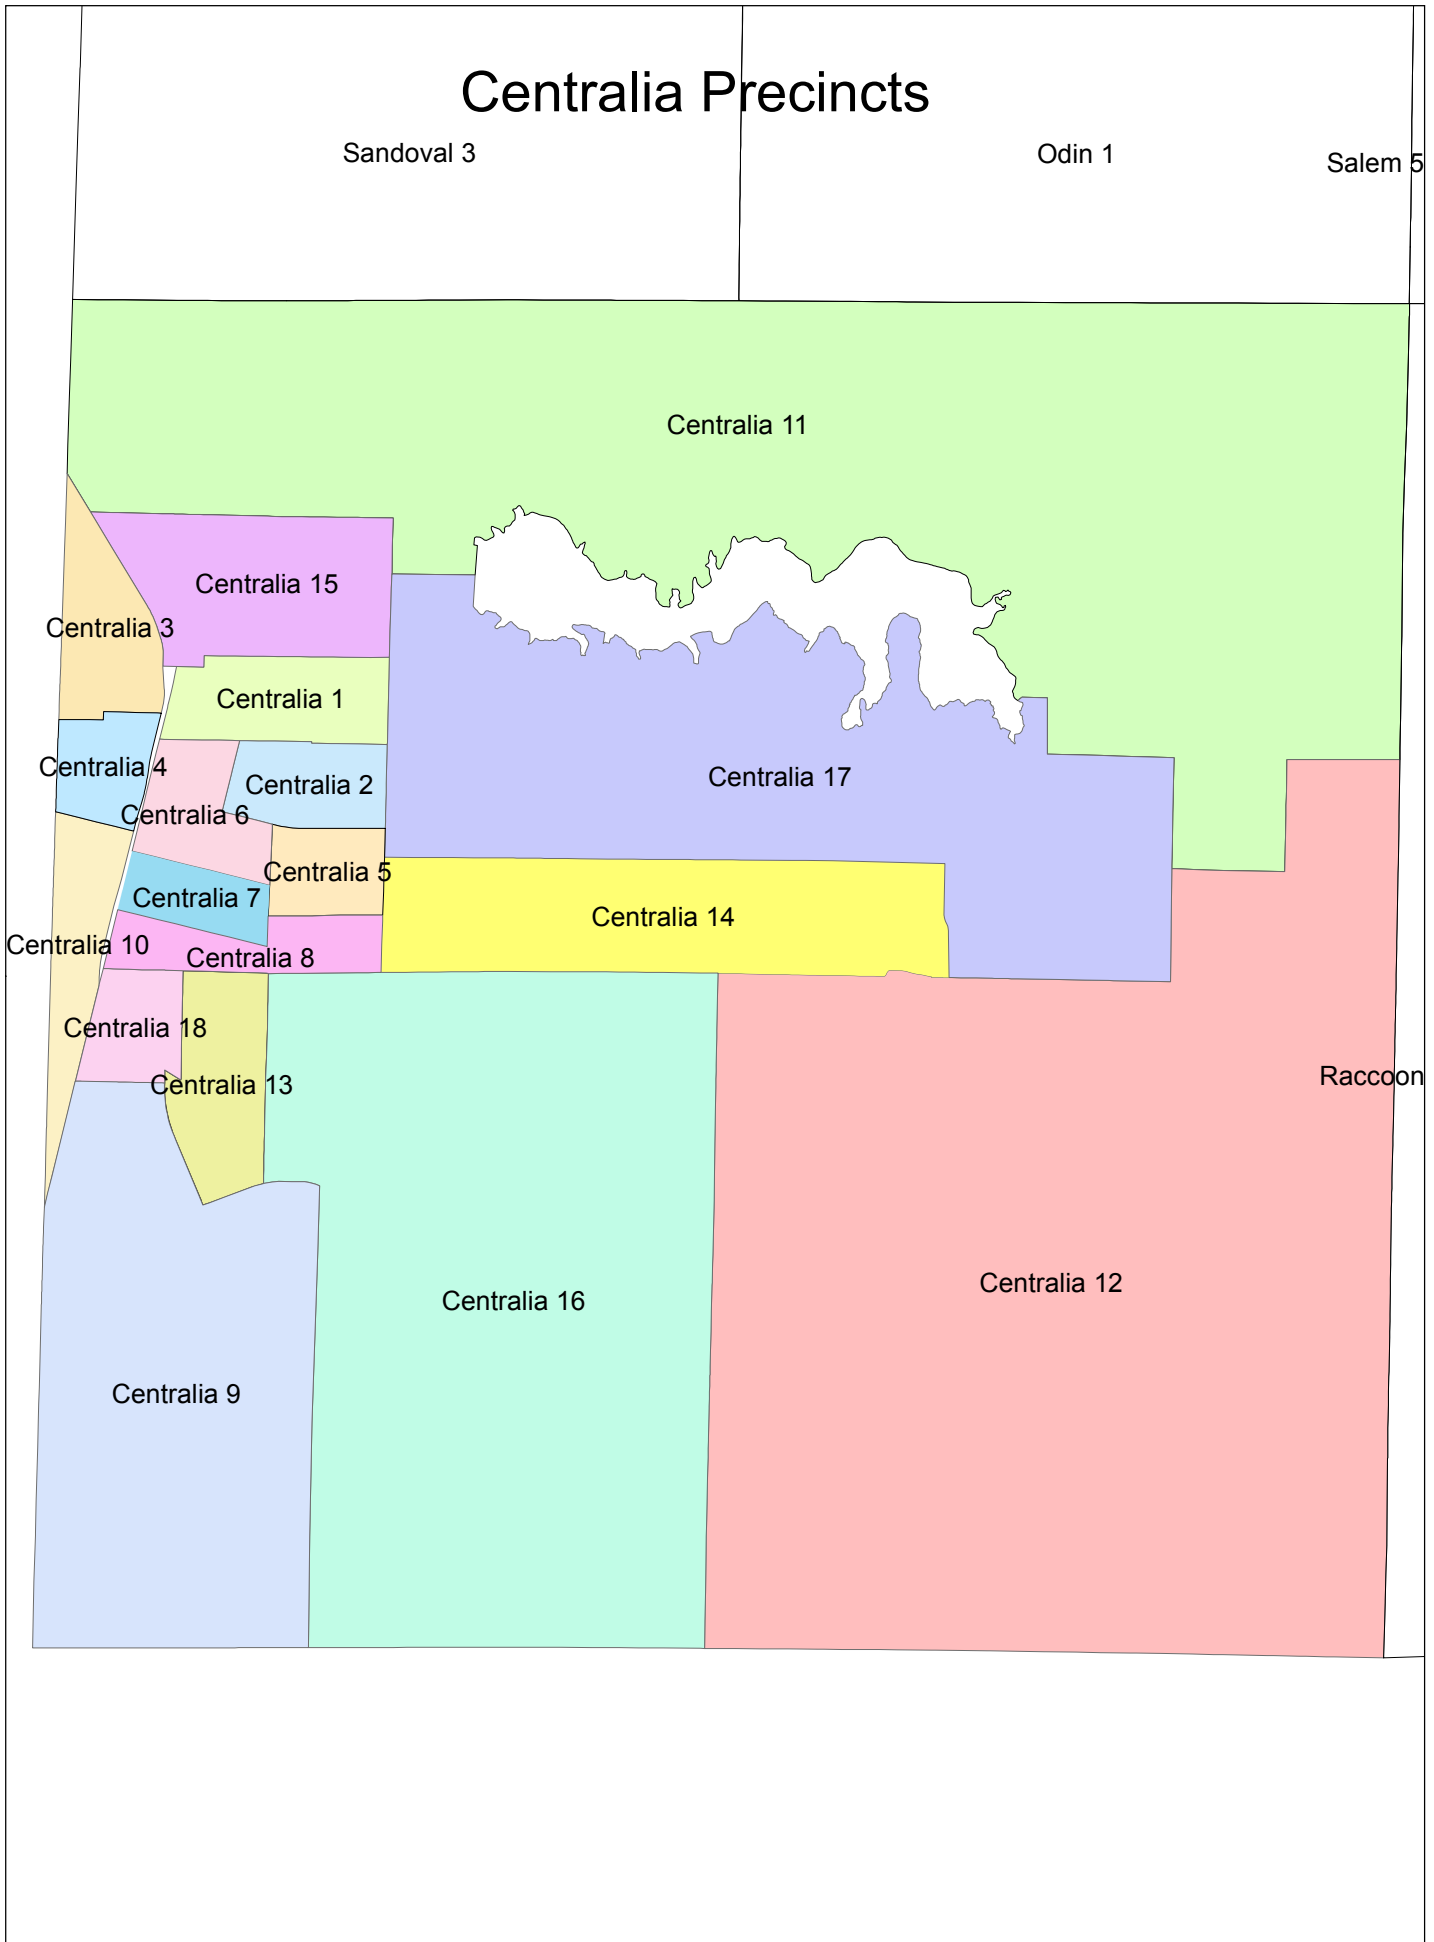 Centralia Precincts
Sandoval 3
Odin 1
Salem 5
Centralia 11
Centralia 15
Centralia 3
Centralia 1
Centralia 4
Centralia 2
Centralia 17
Centralia 6
Centralia 5
Centralia 7
Centralia 14
Centralia 10
Centralia 8
Centralia 18
Centralia 13
Raccoon
Centralia 16
Centralia 12
Centralia 9